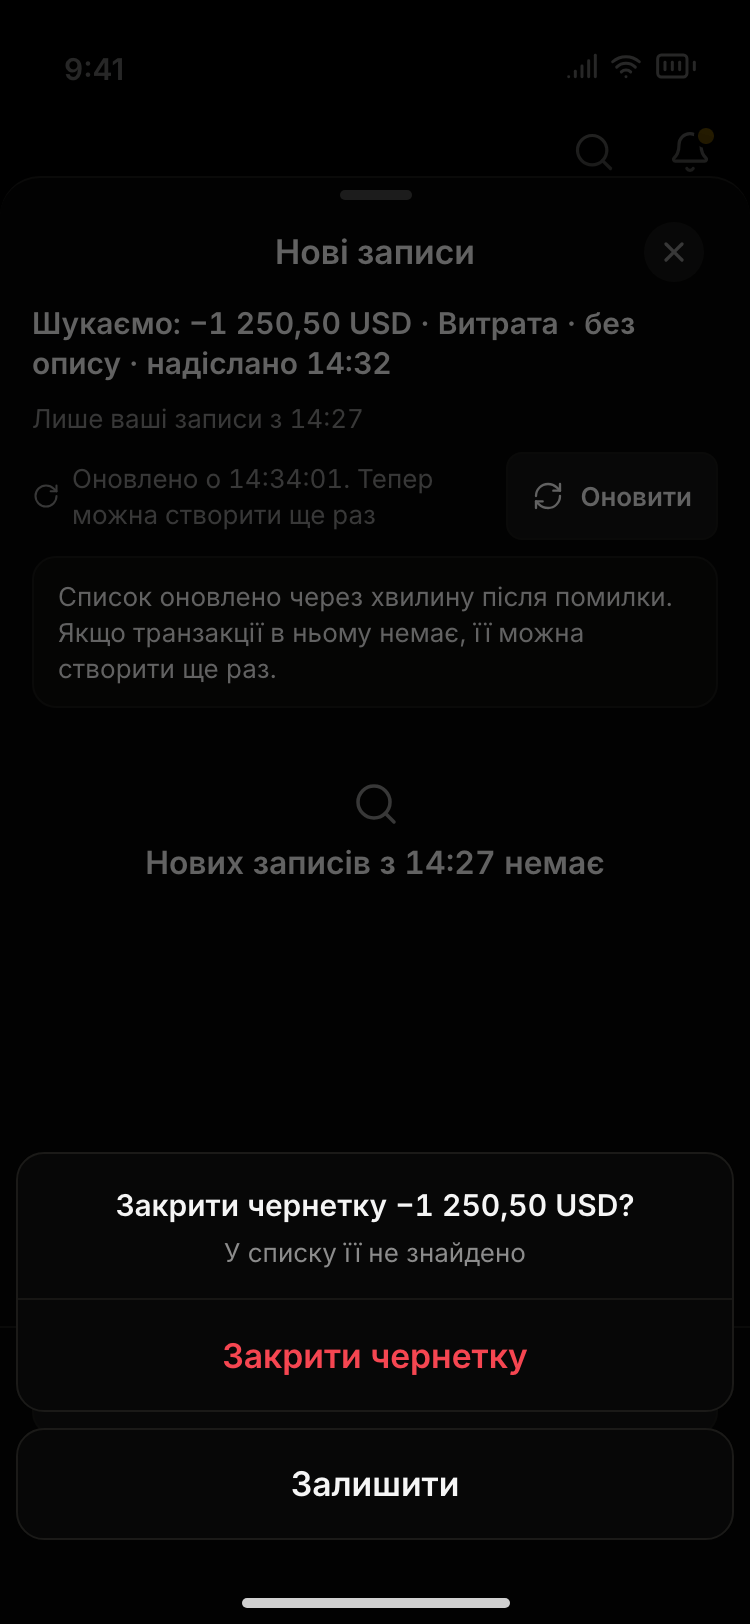 9:41
Нові записи
Шукаємо: −1 250,50 USD · Витрата · без
опису · надіслано 14:32
Лише ваші записи з 14:27
Оновлено о 14:34:01. Тепер
можна створити ще раз
Оновити
Список оновлено через хвилину після помилки.
Якщо транзакції в ньому немає, її можна
створити ще раз.
Нових записів з 14:27 немає
Закрити чернетку −1 250,50 USD?
У списку її не знайдено
Закрити чернетку
Залишити